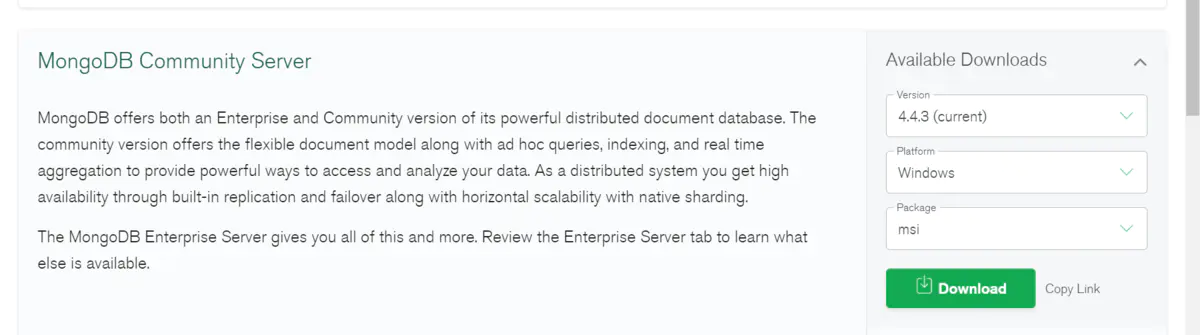 MongoDB Community Server
MongoDB offers both an Enterprise and Community version of its powerful distributed document database. The
community version offers the flexible document model along with ad hoc queries, indexing, and real time
aggregation to provide powerful ways to access and analyze your data. As a distributed system you get high
availability through built-in replication and failover along with horizontal scalability with native sharding.
The MongoDB Enterprise Server gives you all of this and more. Review the Enterprise Server tab to learn what
else is available.
Available Downloads
Version
4.4.3 (current)
Platform
Windows
Package
msi
Download Copy Link